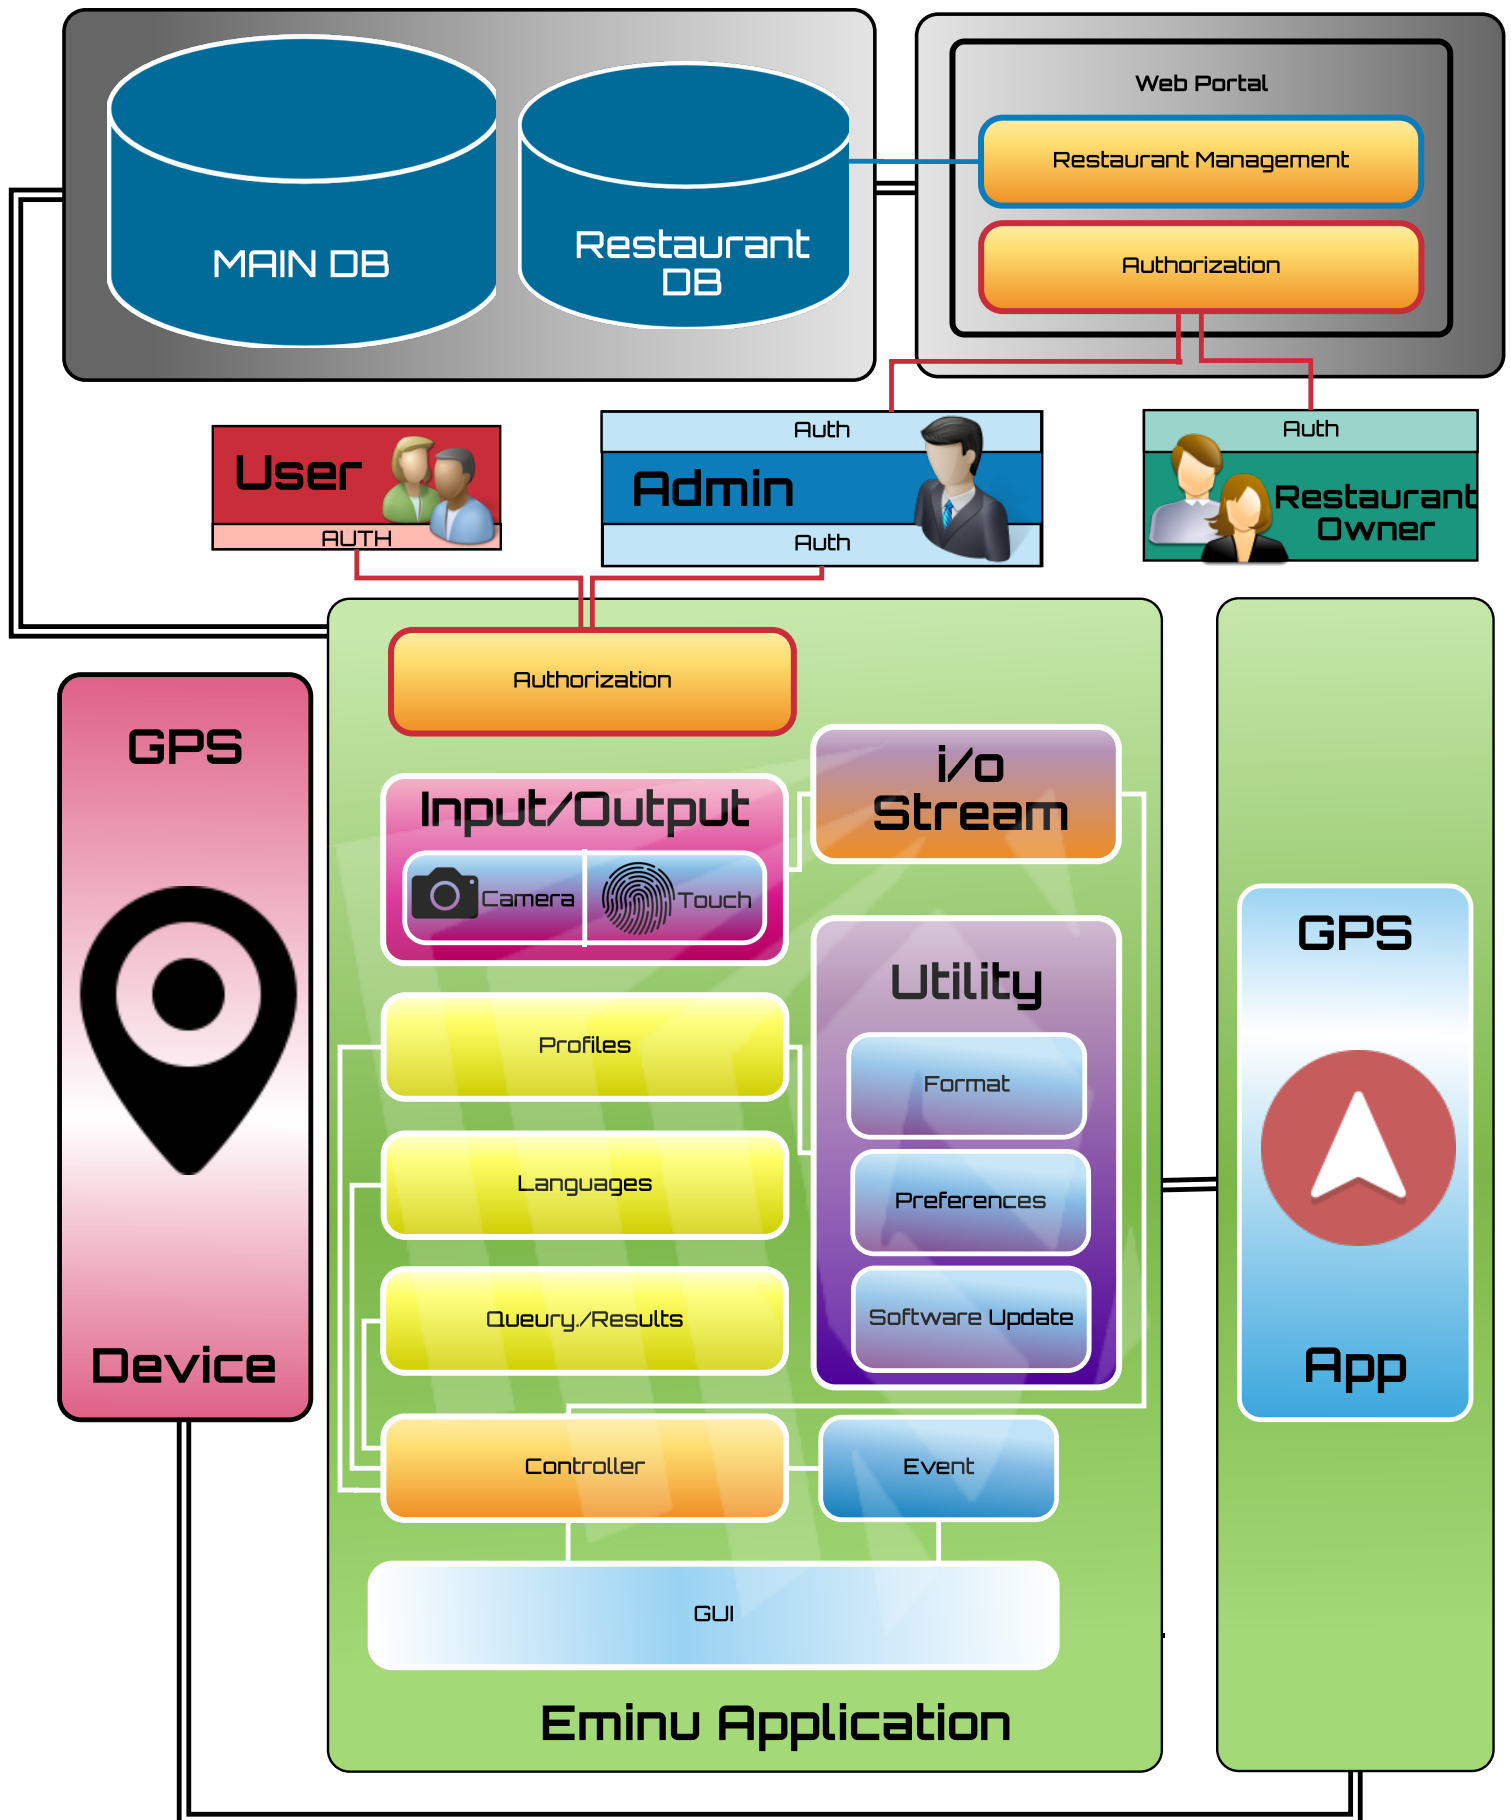 Web Portal
Restaurant Management
Authorization
MAIN DB
Restaurant
DB
User
AUTH
Auth
Admin
Auth
Auth
Restaurant
Owner
Authorization
GPS
Device
Input/Output
Camera
Touch
i/o
Stream
Utility
Format
Preferences
Software Update
Profiles
Languages
Queury./Results
Controller
Event
GUI
Eminu Application
GPS
App